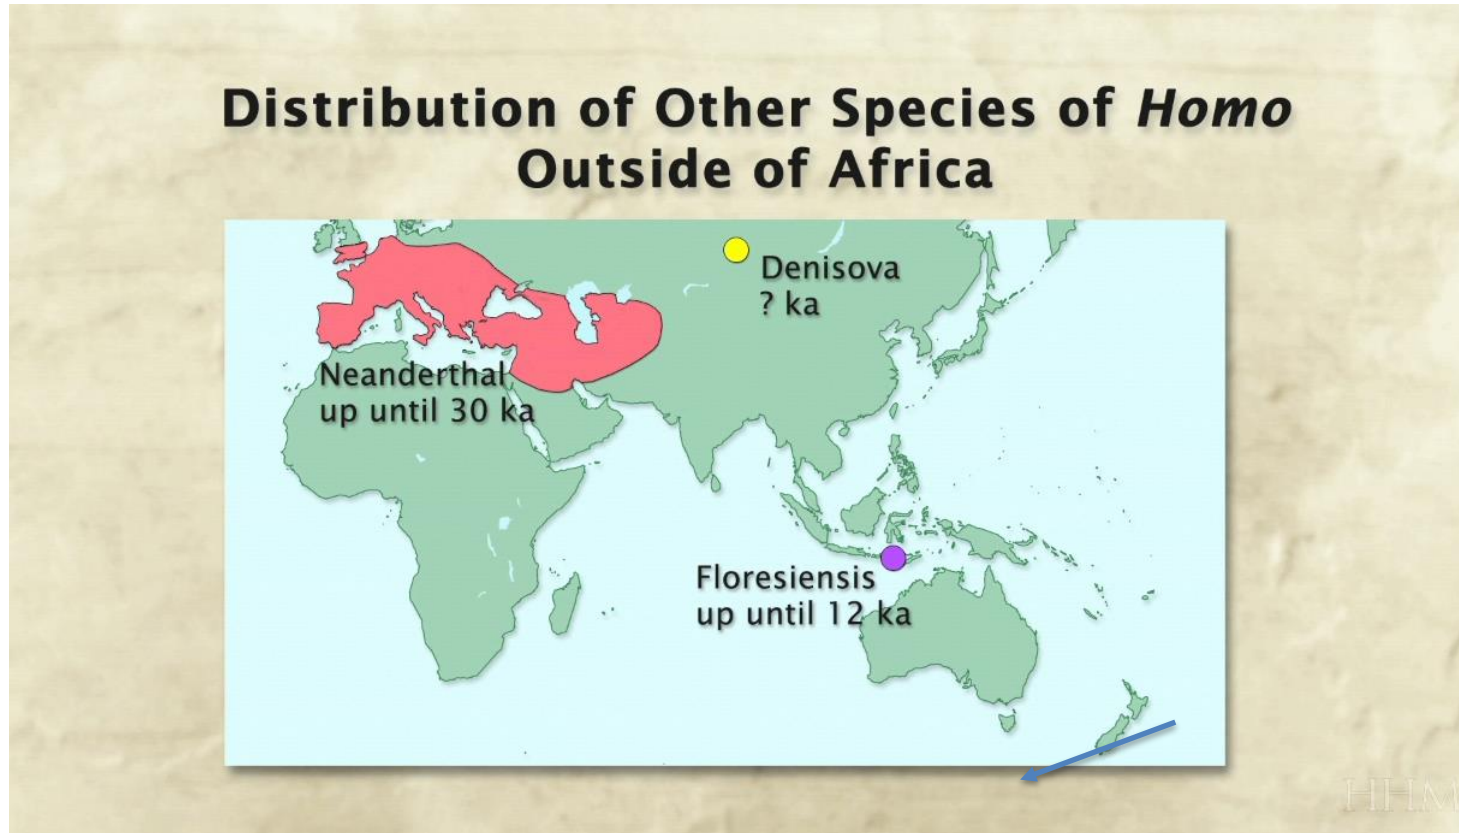 Distribution of Other Species of Homo
Outside of Africa
Denisova
? ka
Neanderthal
up until 30 ka
Floresiensis
up until 12 ka